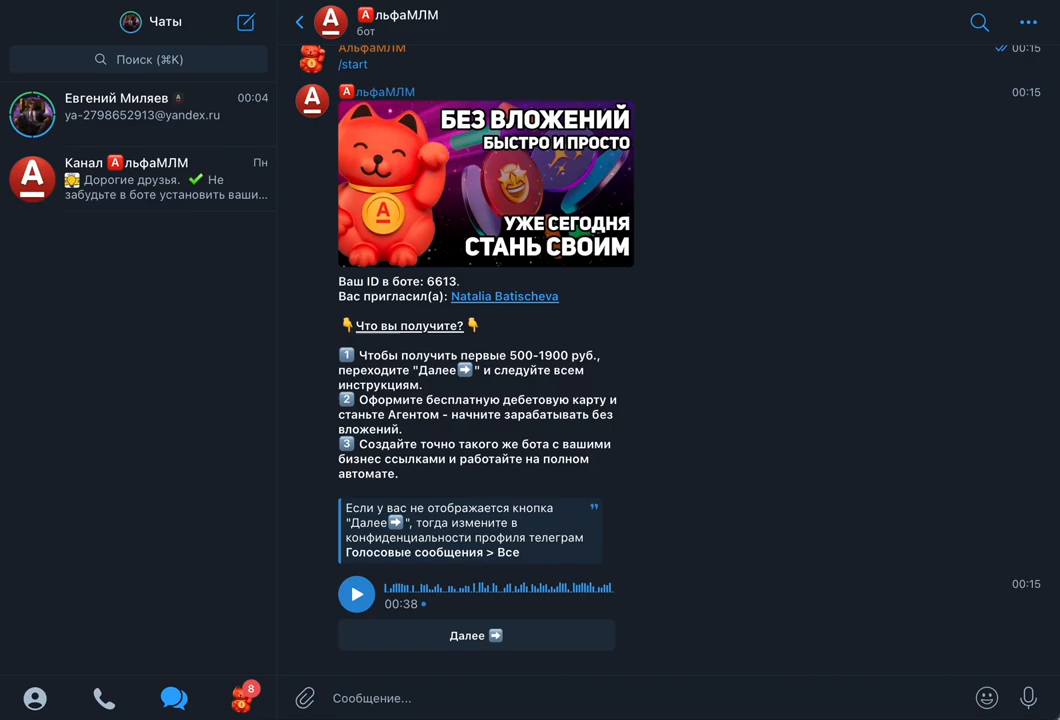 Чаты
Поиск (⌘K)
Евгений Миляев
00:04
ya-2798652913@yandex.ru
Канал АльфаМЛМ
Пн
Дорогие друзья. ✔ Не
забудьте в боте установить ваши...
8
АльфаМЛМ
бот
АльфаМЛМ
00:15
/start
АльфаМЛМ
00:15
БЕЗ ВЛОЖЕНИЙ
БЫСТРО И ПРОСТО
УЖЕ СЕГОДНЯ
СТАНЬ СВОИМ
Ваш ID в боте: 6613.
Вас пригласил(а): Natalia Batischeva
👇Что вы получите?👇
1️⃣ Чтобы получить первые 500-1900 руб.,
переходите "Далее➡️" и следуйте всем
инструкциям.
2️⃣ Оформите бесплатную дебетовую карту и
станьте Агентом - начните зарабатывать без
вложений.
3️⃣ Создайте точно такого же бота с вашими
бизнес ссылками и работайте на полном
автомате.
Если у вас не отображается кнопка
"Далее➡️", тогда измените в
конфиденциальности профиля телеграм
Голосовые сообщения > Все
00:38
00:15
Далее ➡️
Сообщение...